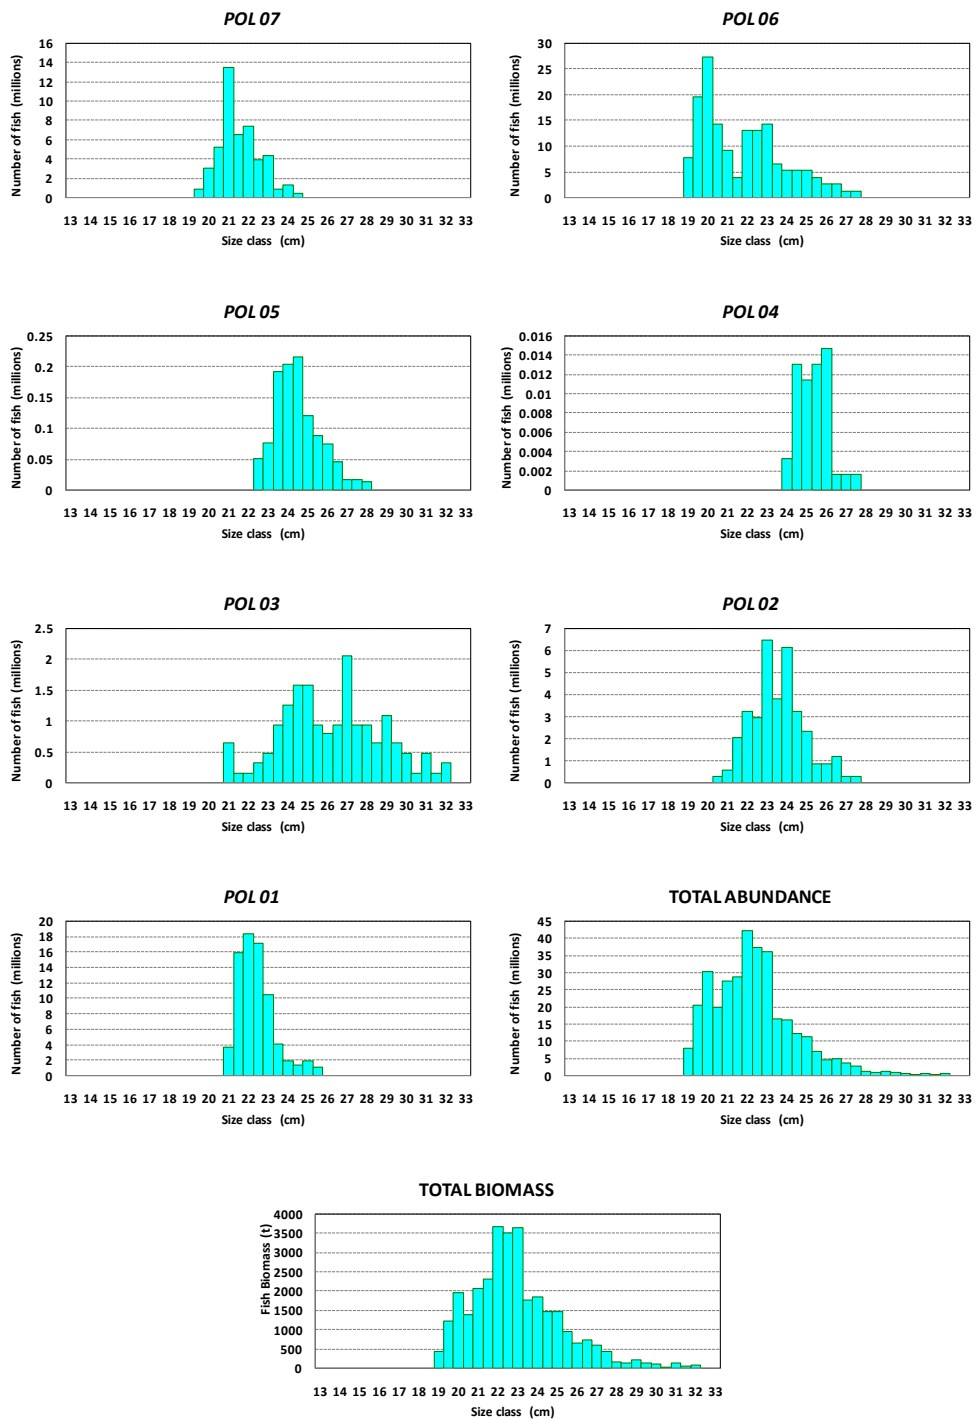 POL 07
Number of fish (millions)
16
14
12
10
8
6
4
2
0
13 14 15 16 17 18 19 20 21 22 23 24 25 26 27 28 29 30 31 32 33
Size class (cm)
POL 06
Number of fish (millions)
30
25
20
15
10
5
0
13 14 15 16 17 18 19 20 21 22 23 24 25 26 27 28 29 30 31 32 33
Size class (cm)
POL 05
Number of fish (millions)
0.25
0.2
0.15
0.1
0.05
0
13 14 15 16 17 18 19 20 21 22 23 24 25 26 27 28 29 30 31 32 33
Size class (cm)
POL 04
Number of fish (millions)
0.016
0.014
0.012
0.01
0.008
0.006
0.004
0.002
0
13 14 15 16 17 18 19 20 21 22 23 24 25 26 27 28 29 30 31 32 33
Size class (cm)
POL 03
Number of fish (millions)
2.5
2
1.5
1
0.5
0
13 14 15 16 17 18 19 20 21 22 23 24 25 26 27 28 29 30 31 32 33
Size class (cm)
POL 02
Number of fish (millions)
7
6
5
4
3
2
1
0
13 14 15 16 17 18 19 20 21 22 23 24 25 26 27 28 29 30 31 32 33
Size class (cm)
POL 01
Number of fish (millions)
20
18
16
14
12
10
8
6
4
2
0
13 14 15 16 17 18 19 20 21 22 23 24 25 26 27 28 29 30 31 32 33
Size class (cm)
TOTAL ABUNDANCE
Number of fish (millions)
45
40
35
30
25
20
15
10
5
0
13 14 15 16 17 18 19 20 21 22 23 24 25 26 27 28 29 30 31 32 33
Size class (cm)
TOTAL BIOMASS
Fish Biomass (t)
4000
3500
3000
2500
2000
1500
1000
500
0
13 14 15 16 17 18 19 20 21 22 23 24 25 26 27 28 29 30 31 32 33
Size class (cm)